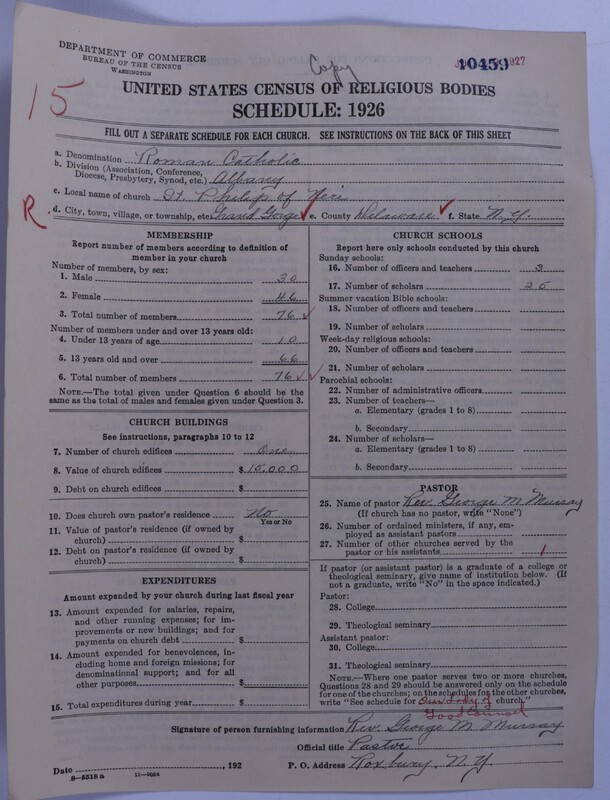 Copy
DEPARTMENT OF COMMERCE
BUREAU OF THE CENSUS
WASHINGTON
10459
1927
15
UNITED STATES CENSUS OF RELIGIOUS BODIES
SCHEDULE: 1926
FILL OUT A SEPARATE SCHEDULE FOR EACH CHURCH. SEE INSTRUCTIONS ON THE BACK OF THIS SHEET
a. Denomination Roman Catholic
b. Division (Association, Conference, Diocese, Presbytery, Synod, etc.) Albany
c. Local name of church St. Philip of Neri
R. d. City, town, village, or township, etc. Grand Gorge e. County Delaware f. State N.Y.
MEMBERSHIP
Report number of members according to definition of
member in your church
Number of members, by sex:
1. Male 30
2. Female 46
3. Total number of members 76
Number of members under and over 13 years old:
4. Under 13 years of age 10
5. 13 years old and over 66
6. Total number of members 76
NOTE.—The total given under Question 6 should be
the same as the total of males and females given under Question 3.
CHURCH BUILDINGS
See instructions, paragraphs 10 to 12
7. Number of church edifices One
8. Value of church edifices $ 10,000
9. Debt on church edifices $
10. Does church own pastor's residence No
Yes or No
11. Value of pastor's residence (if owned by
church) $
12. Debt on pastor's residence (if owned by
church) $
EXPENDITURES
Amount expended by your church during last fiscal year
13. Amount expended for salaries, repairs,
and other running expenses; for im-
provements or new buildings; and for
payments on church debt $
14. Amount expended for benevolences, in-
cluding home and foreign missions; for
denominational support; and for all
other purposes $
15. Total expenditures during year $
CHURCH SCHOOLS
Report here only schools conducted by this church
Sunday schools:
16. Number of officers and teachers 3
17. Number of scholars 25
Summer vacation Bible schools:
18. Number of officers and teachers
19. Number of scholars
Week-day religious schools:
20. Number of officers and teachers
21. Number of scholars
Parochial schools:
22. Number of administrative officers
23. Number of teachers—
a. Elementary (grades 1 to 8)
b. Secondary
24. Number of scholars—
a. Elementary (grades 1 to 8)
b. Secondary
PASTOR
25. Name of pastor Rev. George M. Murray
(If church has no pastor, write "None")
26. Number of ordained ministers, if any, em-
ployed as assistant pastors
27. Number of other churches served by the
pastor or his assistants 1
If pastor (or assistant pastor) is a graduate of a college or
theological seminary, give name of institution below. (If
not a graduate, write "No" in the space indicated.)
Pastor:
28. College
29. Theological seminary
Assistant pastor:
30. College
31. Theological seminary
NOTE.—Where one pastor serves two or more churches,
Questions 28 and 29 should be answered only on the schedule
for one of the churches; on the schedules for the other churches,
write "See schedule for Our Lady of church"
Good Counsel
Signature of person furnishing information Rev. George M. Murray
Official title Pastor
Date , 192 P. O. Address Roxbury, N.Y.
8—5518 a 11—9024